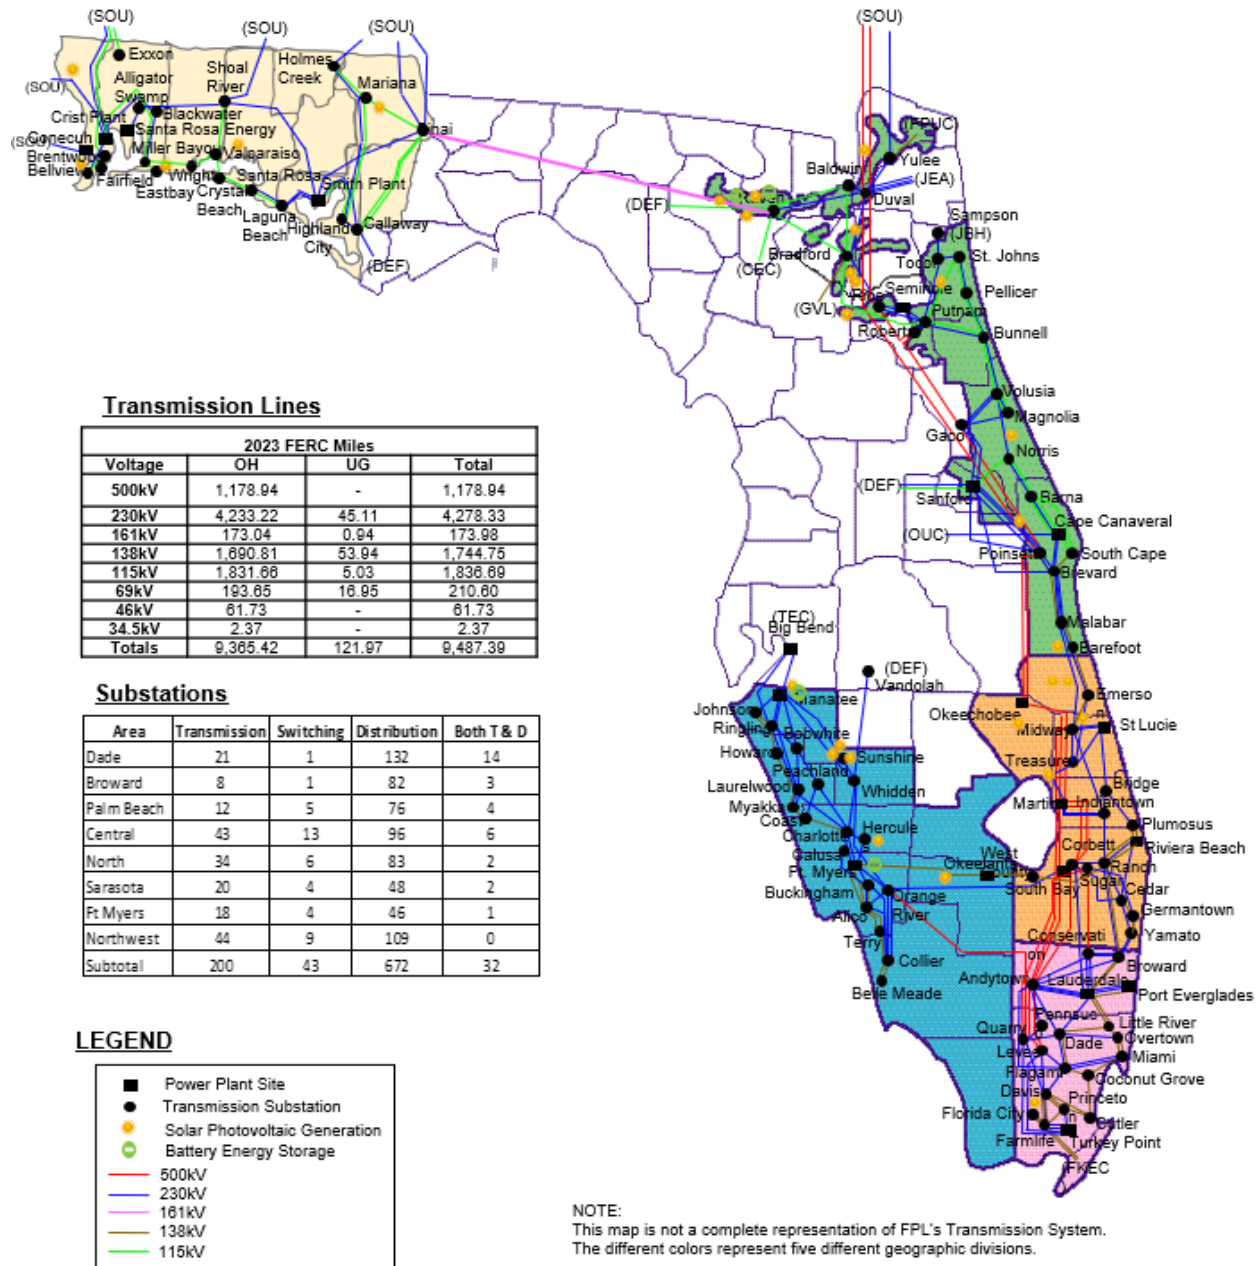 (SOU)
(SOU)
(SOU)
(SOU)
Exxon
Alligator
Swamp
Shoal
River
Holmes
Creek
Mariana
(SOU)
Crist Plant
Blackwater
Conecuh
Santa Rosa Energy
(SOU)
Brentwood
Miller Bayou
Valparaiso
Bellview
Fairfield
Wright
Santa Rosa
Smith Plant
Eastbay
Crystal
Beach
Laguna
Beach
Highland
City
Callaway
(DEF)
(FPUC)
Yulee
Baldwin
(JEA)
Duval
(DEF)
Sampson
(JBH)
Bradford
(CEC)
Tocoi
St. Johns
Seminole
Pellicer
(GVL)
Putnam
Roberts
Bunnell
Volusia
Magnolia
Gaco
Norris
(DEF)
Sanford
Barna
Cape Canaveral
(OUC)
Poinsett
South Cape
Brevard
Malabar
Barefoot
Transmission Lines
2023 FERC Miles
Voltage OH UG Total
500kV 1,178.94 - 1,178.94
230kV 4,233.22 45.11 4,278.33
161kV 173.04 0.94 173.98
138kV 1,690.81 53.94 1,744.75
115kV 1,831.66 5.03 1,836.69
69kV 193.65 16.95 210.60
46kV 61.73 - 61.73
34.5kV 2.37 - 2.37
Totals 9,365.42 121.97 9,487.39
(TEC)
Big Bend
(DEF)
Vandolah
Manatee
Johnson
Ringling
Bobwhite
Howard
Sunshine
Peachland
Laurelwood
Whidden
Myakka
Coast
Charlotte
Hercule
s
Calusa
Ft. Myers
Okeelanta
West
County
Buckingham
Orange
River
Alico
Terry
Collier
Belle Meade
Emerso
n
Okeechobee
St Lucie
Midway
Treasure
Bridge
Martin
Indiantown
Plumosus
Riviera Beach
Corbett
Ranch
South Bay
Sugar
Cedar
Germantown
Yamato
Conservati
on
Broward
Andytown
Lauderdale
Port Everglades
Pennsuc
o
Little River
Quarry
Overtown
Dade
Levee
Miami
Flagami
Coconut Grove
Davis
Princeto
n
Florida City
Cutler
Farmlife
Turkey Point
(FKEC
Substations
Area Transmission Switching Distribution Both T & D
Dade 21 1 132 14
Broward 8 1 82 3
Palm Beach 12 5 76 4
Central 43 13 96 6
North 34 6 83 2
Sarasota 20 4 48 2
Ft Myers 18 4 46 1
Northwest 44 9 109 0
Subtotal 200 43 672 32
LEGEND
Power Plant Site
Transmission Substation
Solar Photovoltaic Generation
Battery Energy Storage
500kV
230kV
161kV
138kV
115kV
NOTE:
This map is not a complete representation of FPL's Transmission System.
The different colors represent five different geographic divisions.